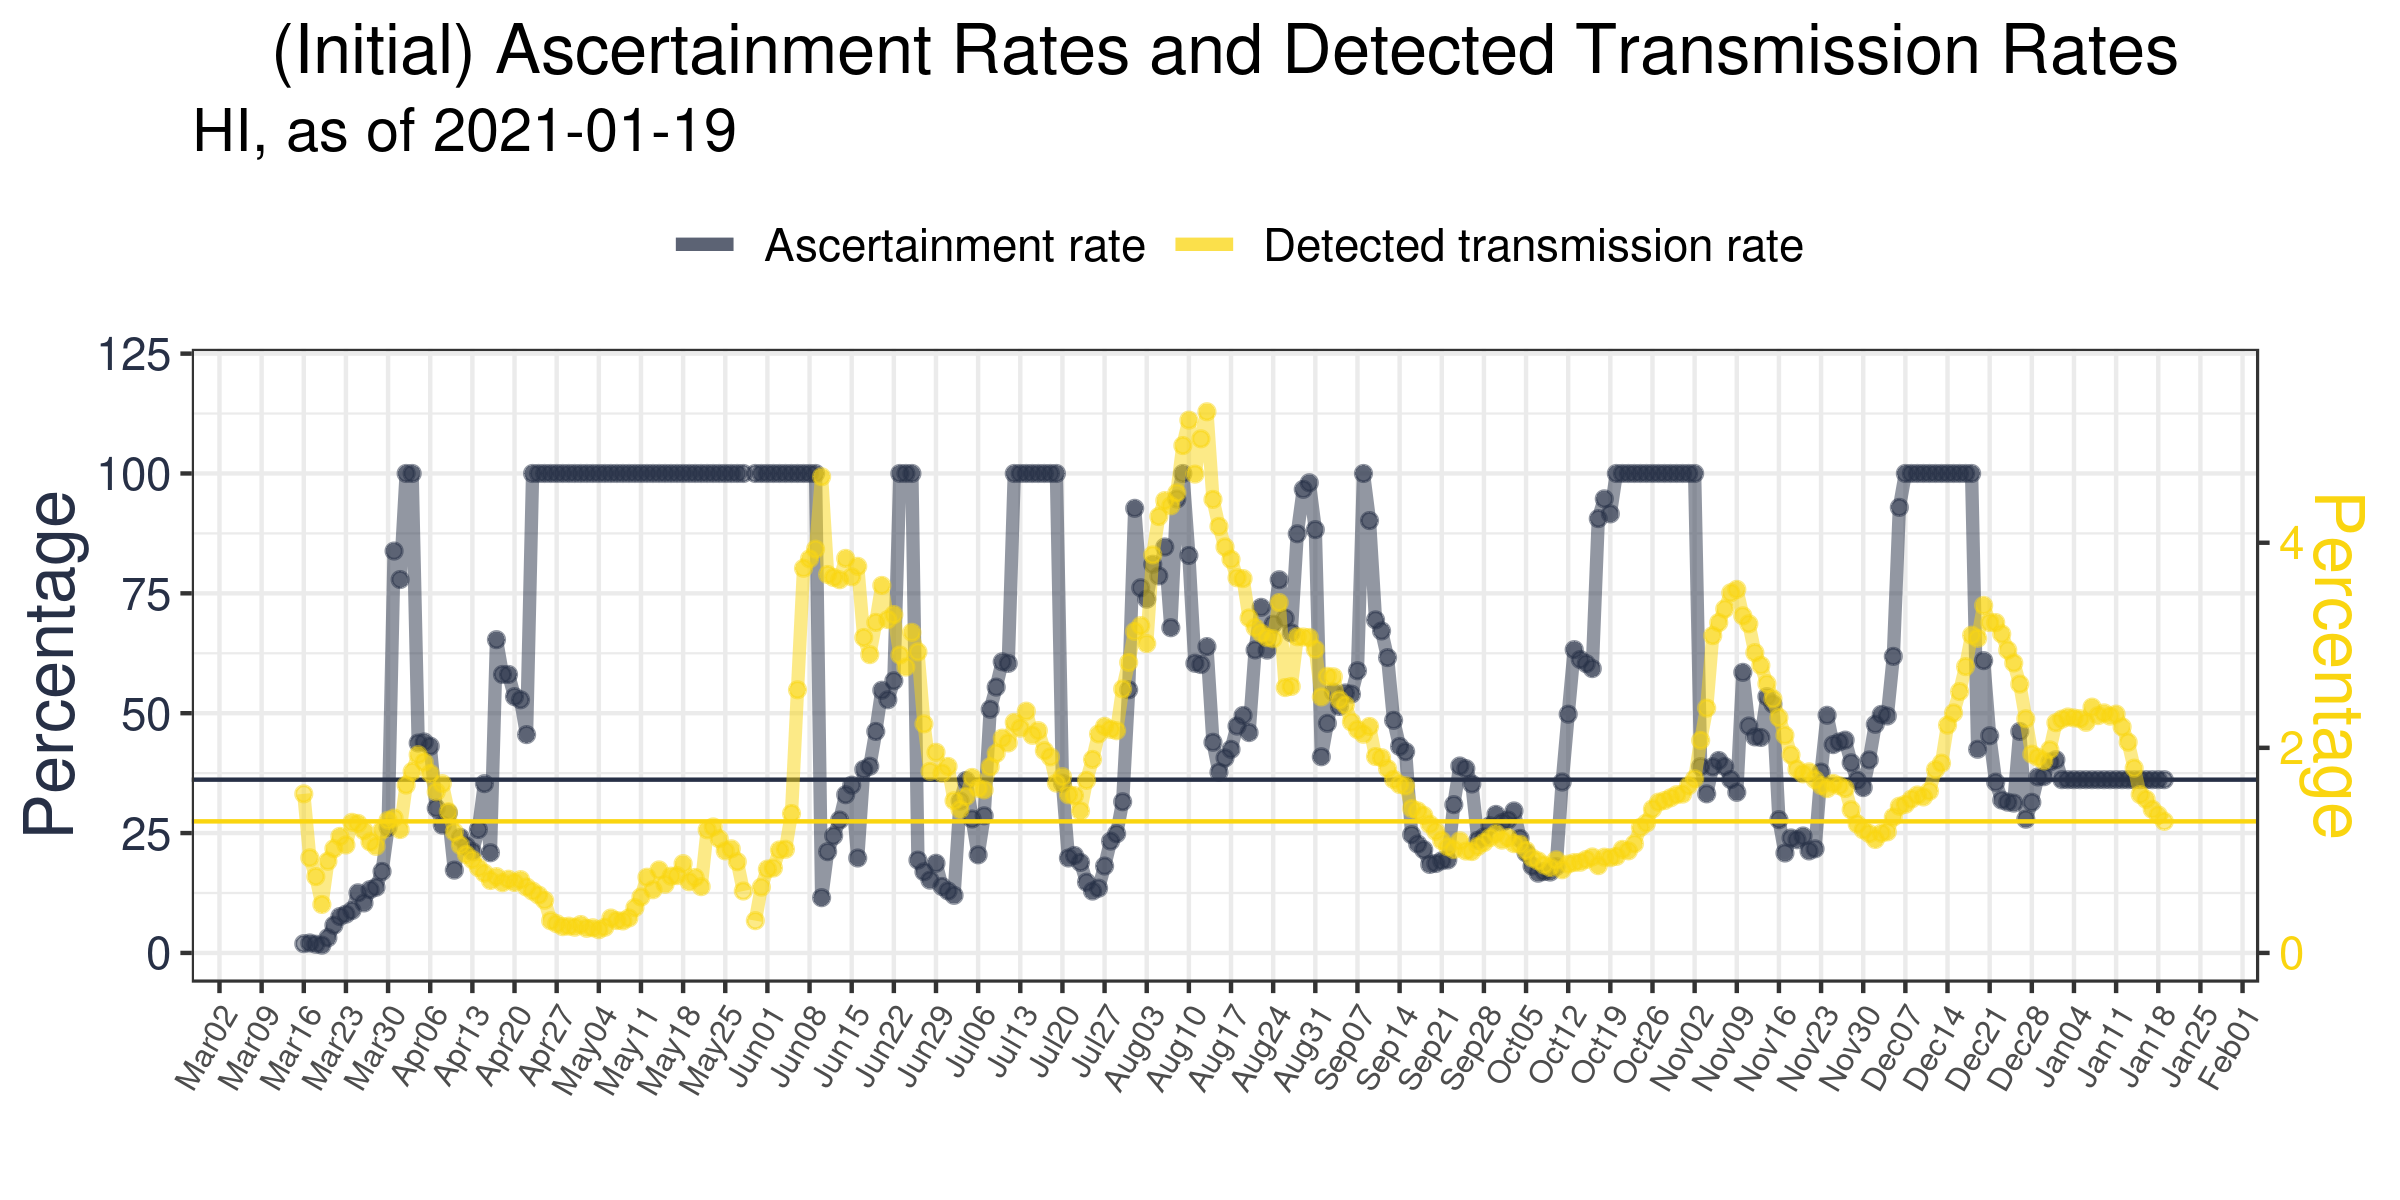 (Initial) Ascertainment Rates and Detected Transmission Rates
HI, as of 2021-01-19
Ascertainment rate Detected transmission rate
Percentage
125
100
75
50
25
0
4
2
0
Percentage
Mar02 Mar09 Mar16 Mar23 Mar30 Apr06 Apr13 Apr20 Apr27 May04 May11 May18 May25 Jun01 Jun08 Jun15 Jun22 Jun29 Jul06 Jul13 Jul20 Jul27 Aug03 Aug10 Aug17 Aug24 Aug31 Sep07 Sep14 Sep21 Sep28 Oct05 Oct12 Oct19 Oct26 Nov02 Nov09 Nov16 Nov23 Nov30 Dec07 Dec14 Dec21 Dec28 Jan04 Jan11 Jan18 Jan25 Feb01